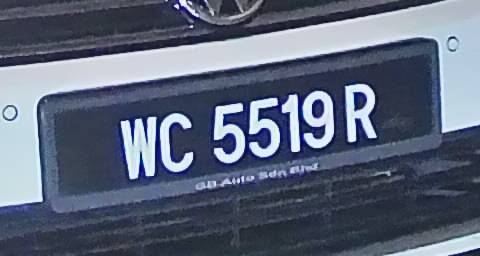 WC 5519 R
GB Auto Sdn Bhd